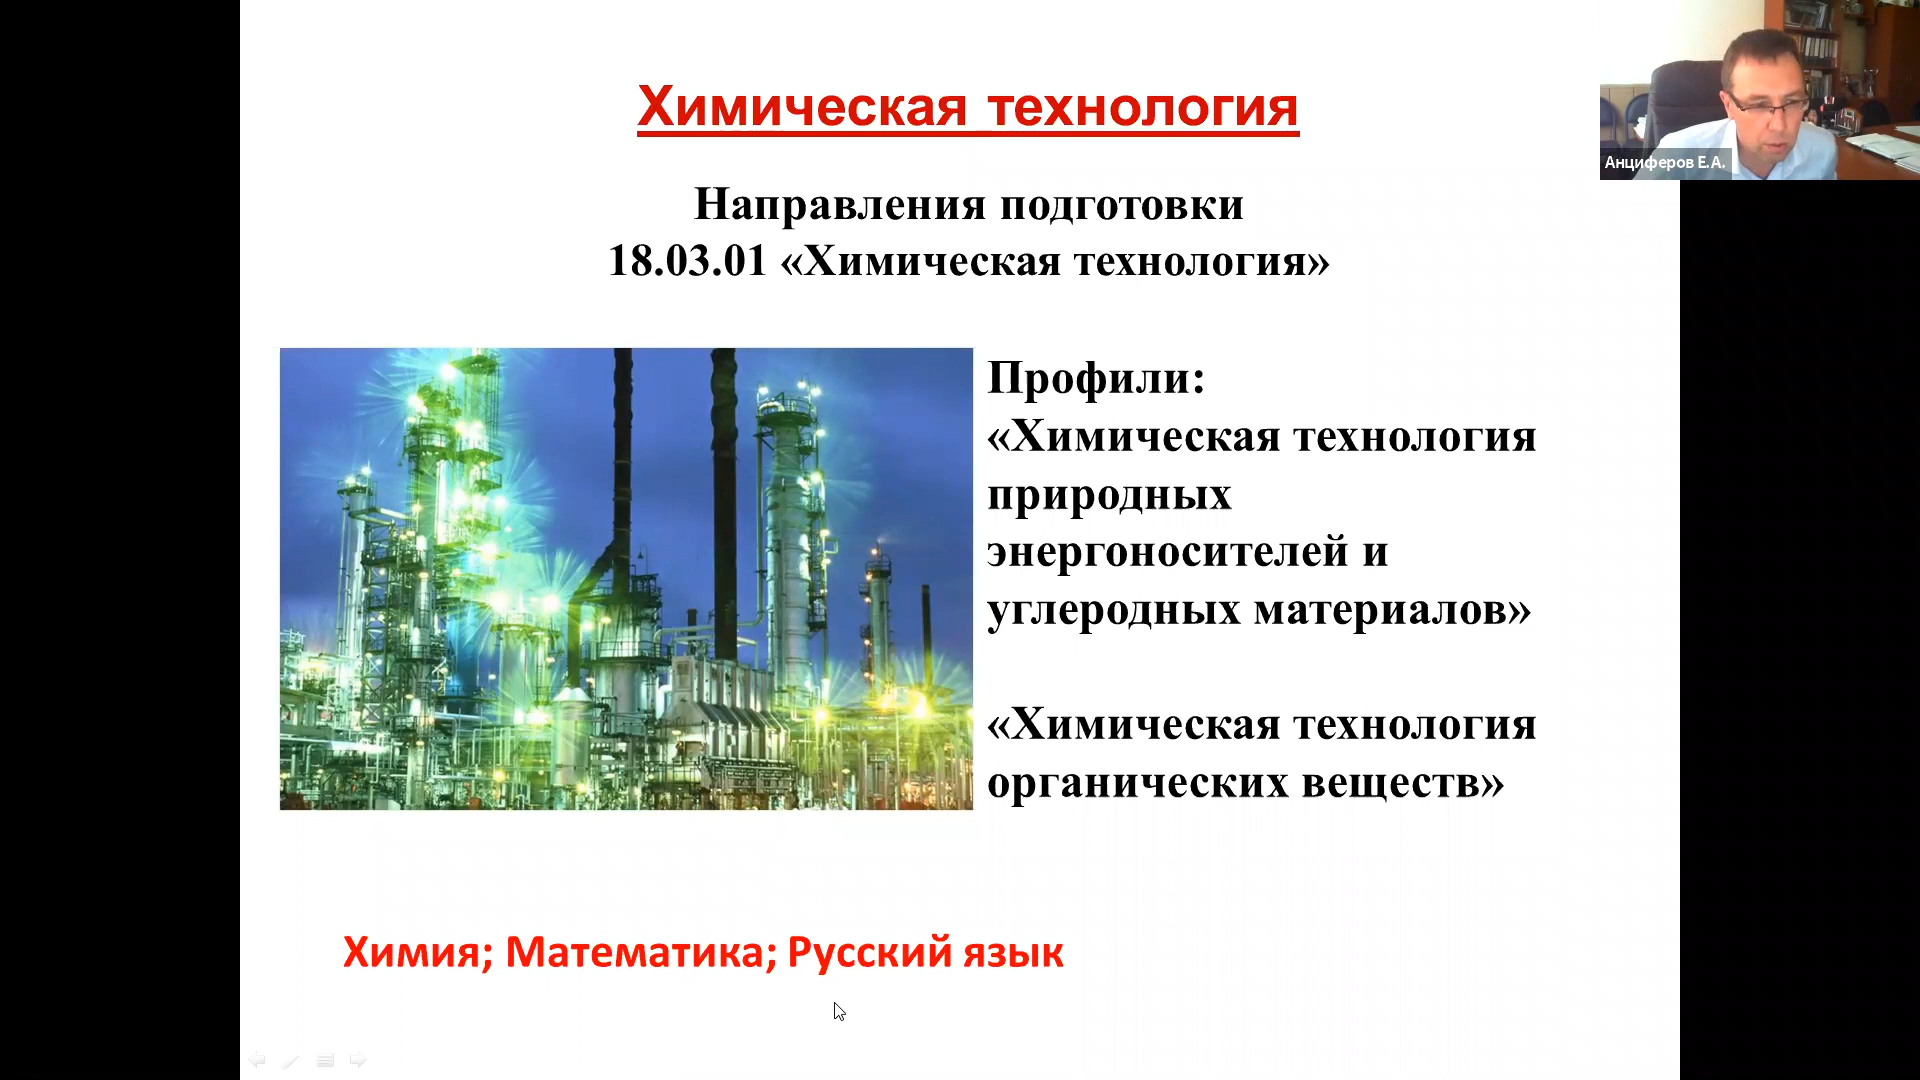 Химическая технология
Анциферов Е.А.
Направления подготовки
18.03.01 «Химическая технология»
Профили:
«Химическая технология
природных
энергоносителей и
углеродных материалов»
«Химическая технология
органических веществ»
Химия; Математика; Русский язык